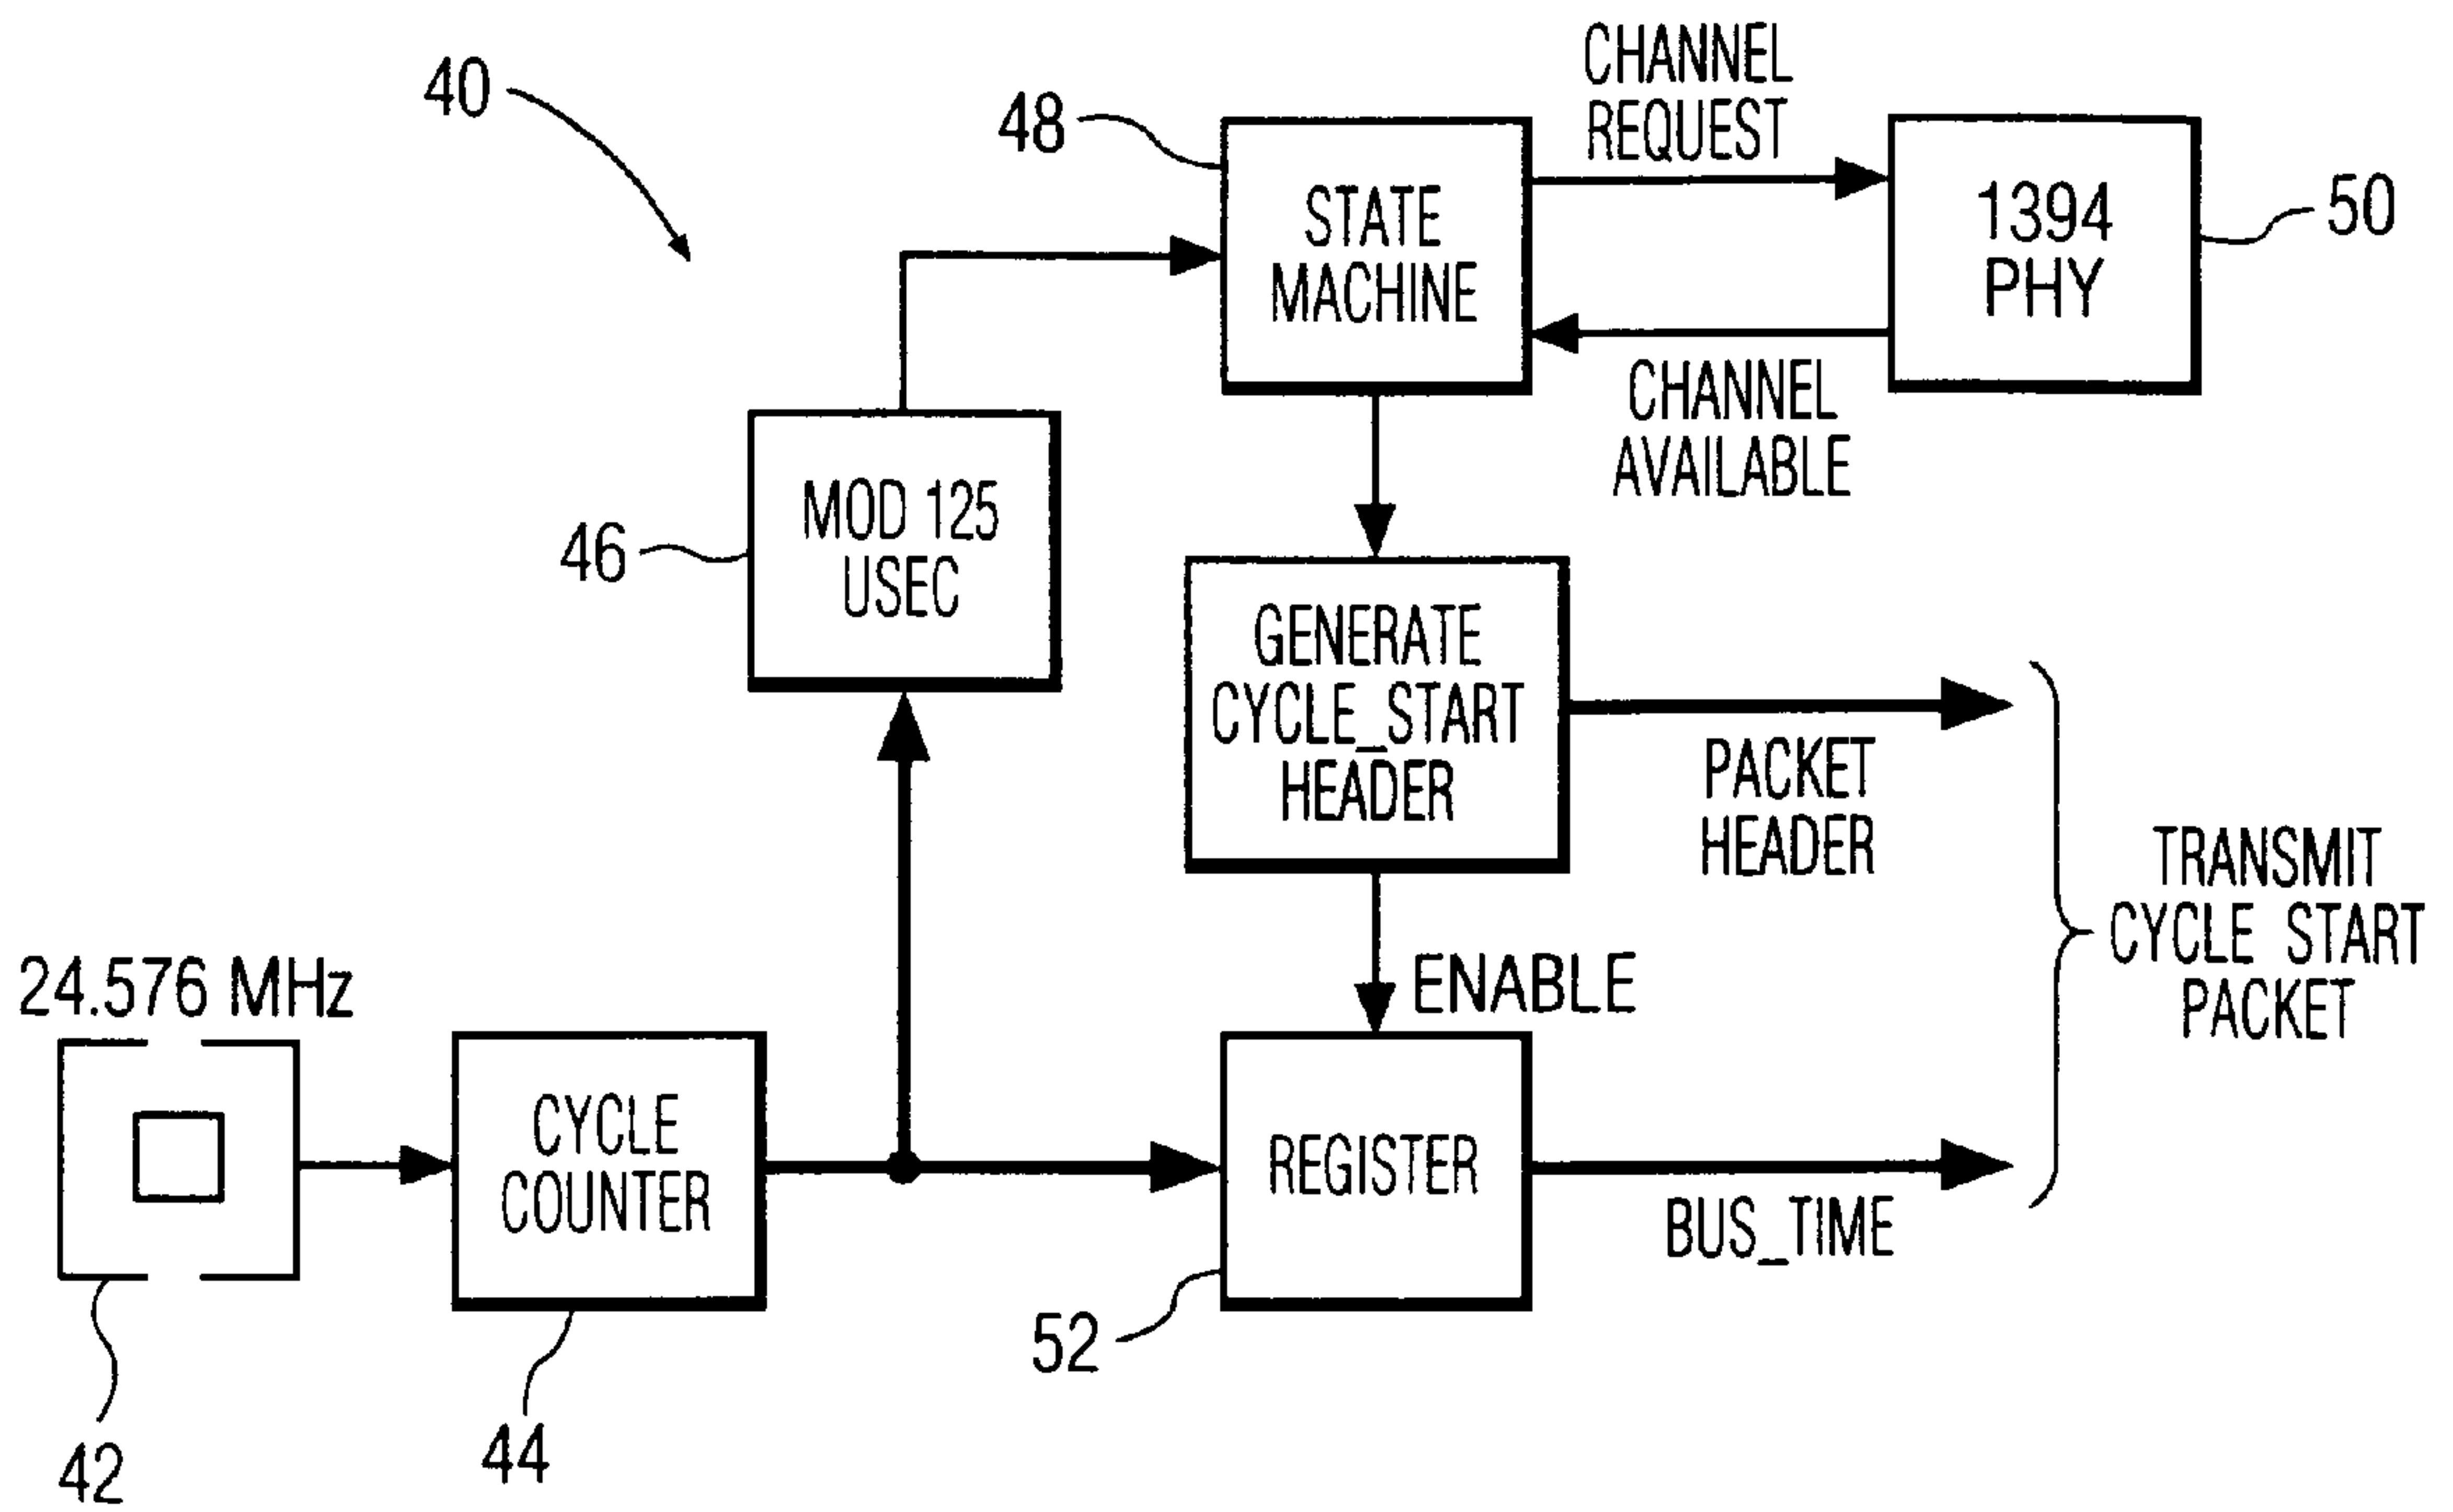 40
48
CHANNEL
REQUEST
STATE
MACHINE
1394
PHY
50
CHANNEL
AVAILABLE
46
MOD 125
USEC
GENERATE
CYCLE_START
HEADER
PACKET
HEADER
TRANSMIT
CYCLE_START
PACKET
ENABLE
24.576 MHz
CYCLE
COUNTER
REGISTER
BUS_TIME
42
44
52